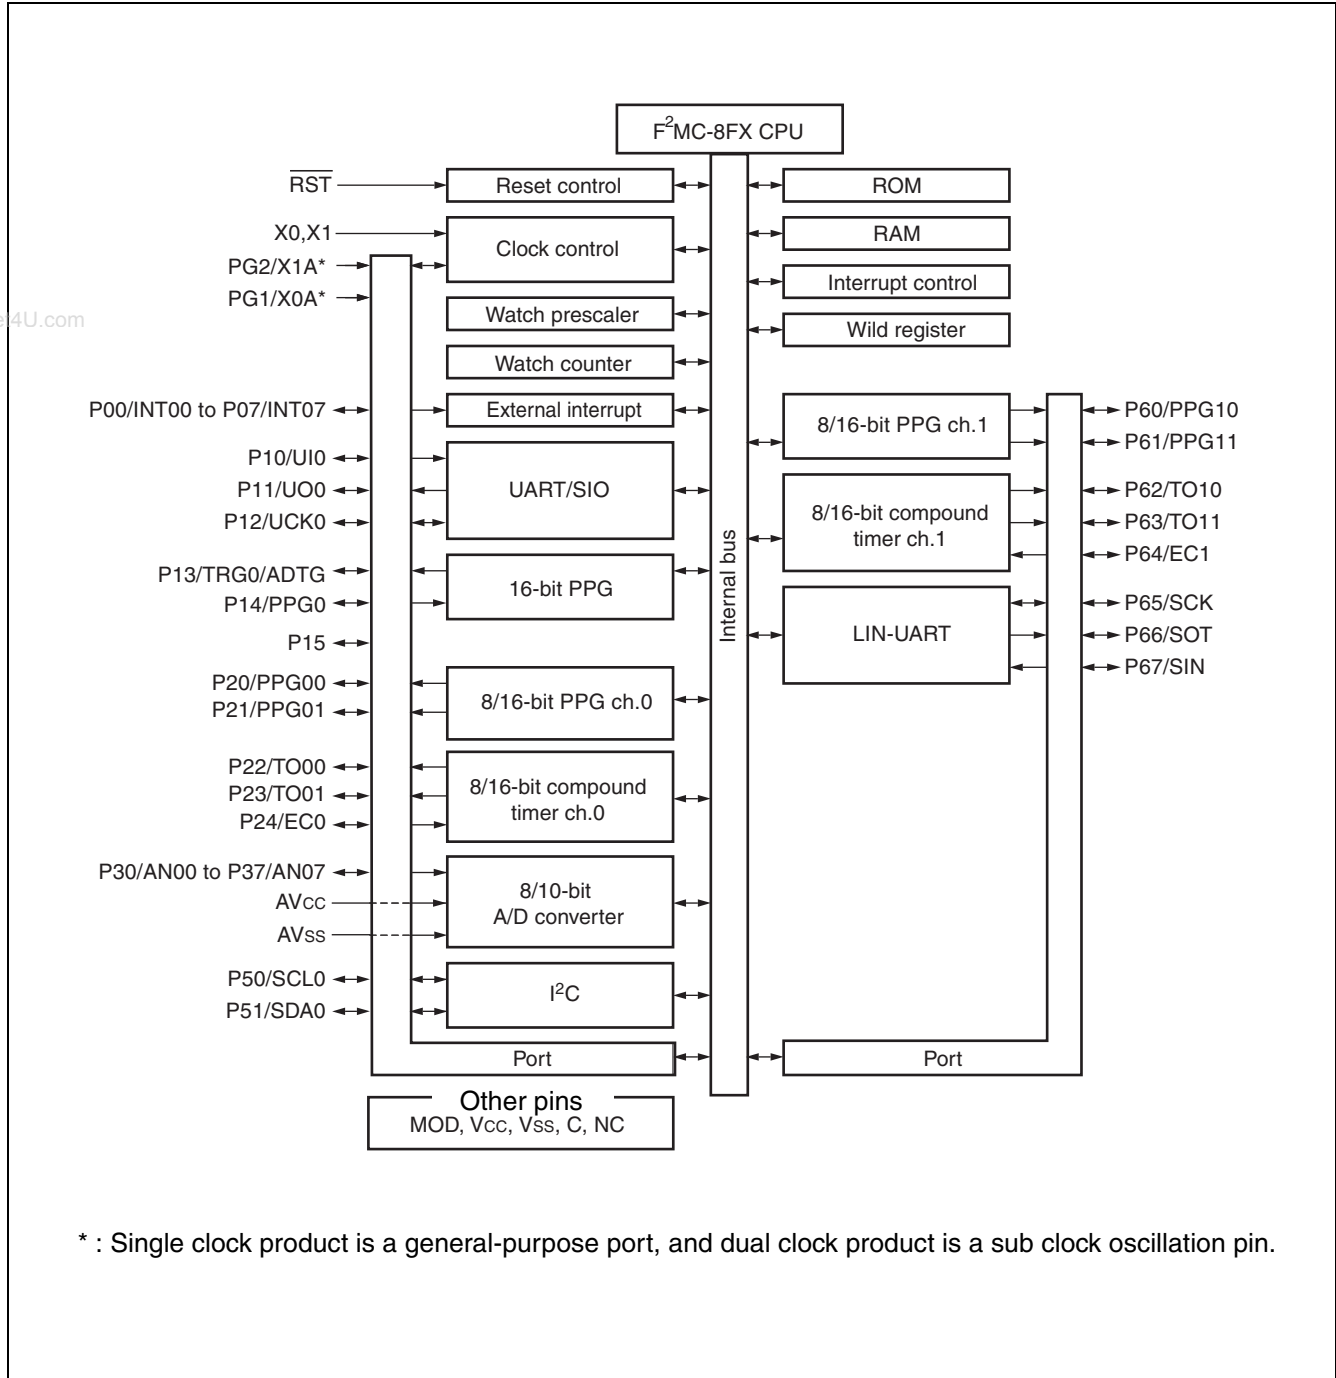 F2MC-8FX CPU
RST
Reset control
ROM
X0,X1
Clock control
RAM
PG2/X1A*
PG1/X0A*
Interrupt control
Watch prescaler
Wild register
et4U.com
Watch counter
P00/INT00 to P07/INT07
External interrupt
8/16-bit PPG ch.1
P60/PPG10
P61/PPG11
P10/UI0
P11/UO0
P12/UCK0
UART/SIO
8/16-bit compound
timer ch.1
P62/TO10
P63/TO11
P64/EC1
Internal bus
P13/TRG0/ADTG
P14/PPG0
16-bit PPG
P15
LIN-UART
P65/SCK
P66/SOT
P67/SIN
P20/PPG00
P21/PPG01
8/16-bit PPG ch.0
P22/TO00
P23/TO01
P24/EC0
8/16-bit compound
timer ch.0
P30/AN00 to P37/AN07
AVCC
AVSS
8/10-bit
A/D converter
P50/SCL0
P51/SDA0
I2C
Port
Port
Other pins
MOD, VCC, VSS, C, NC
* : Single clock product is a general-purpose port, and dual clock product is a sub clock oscillation pin.